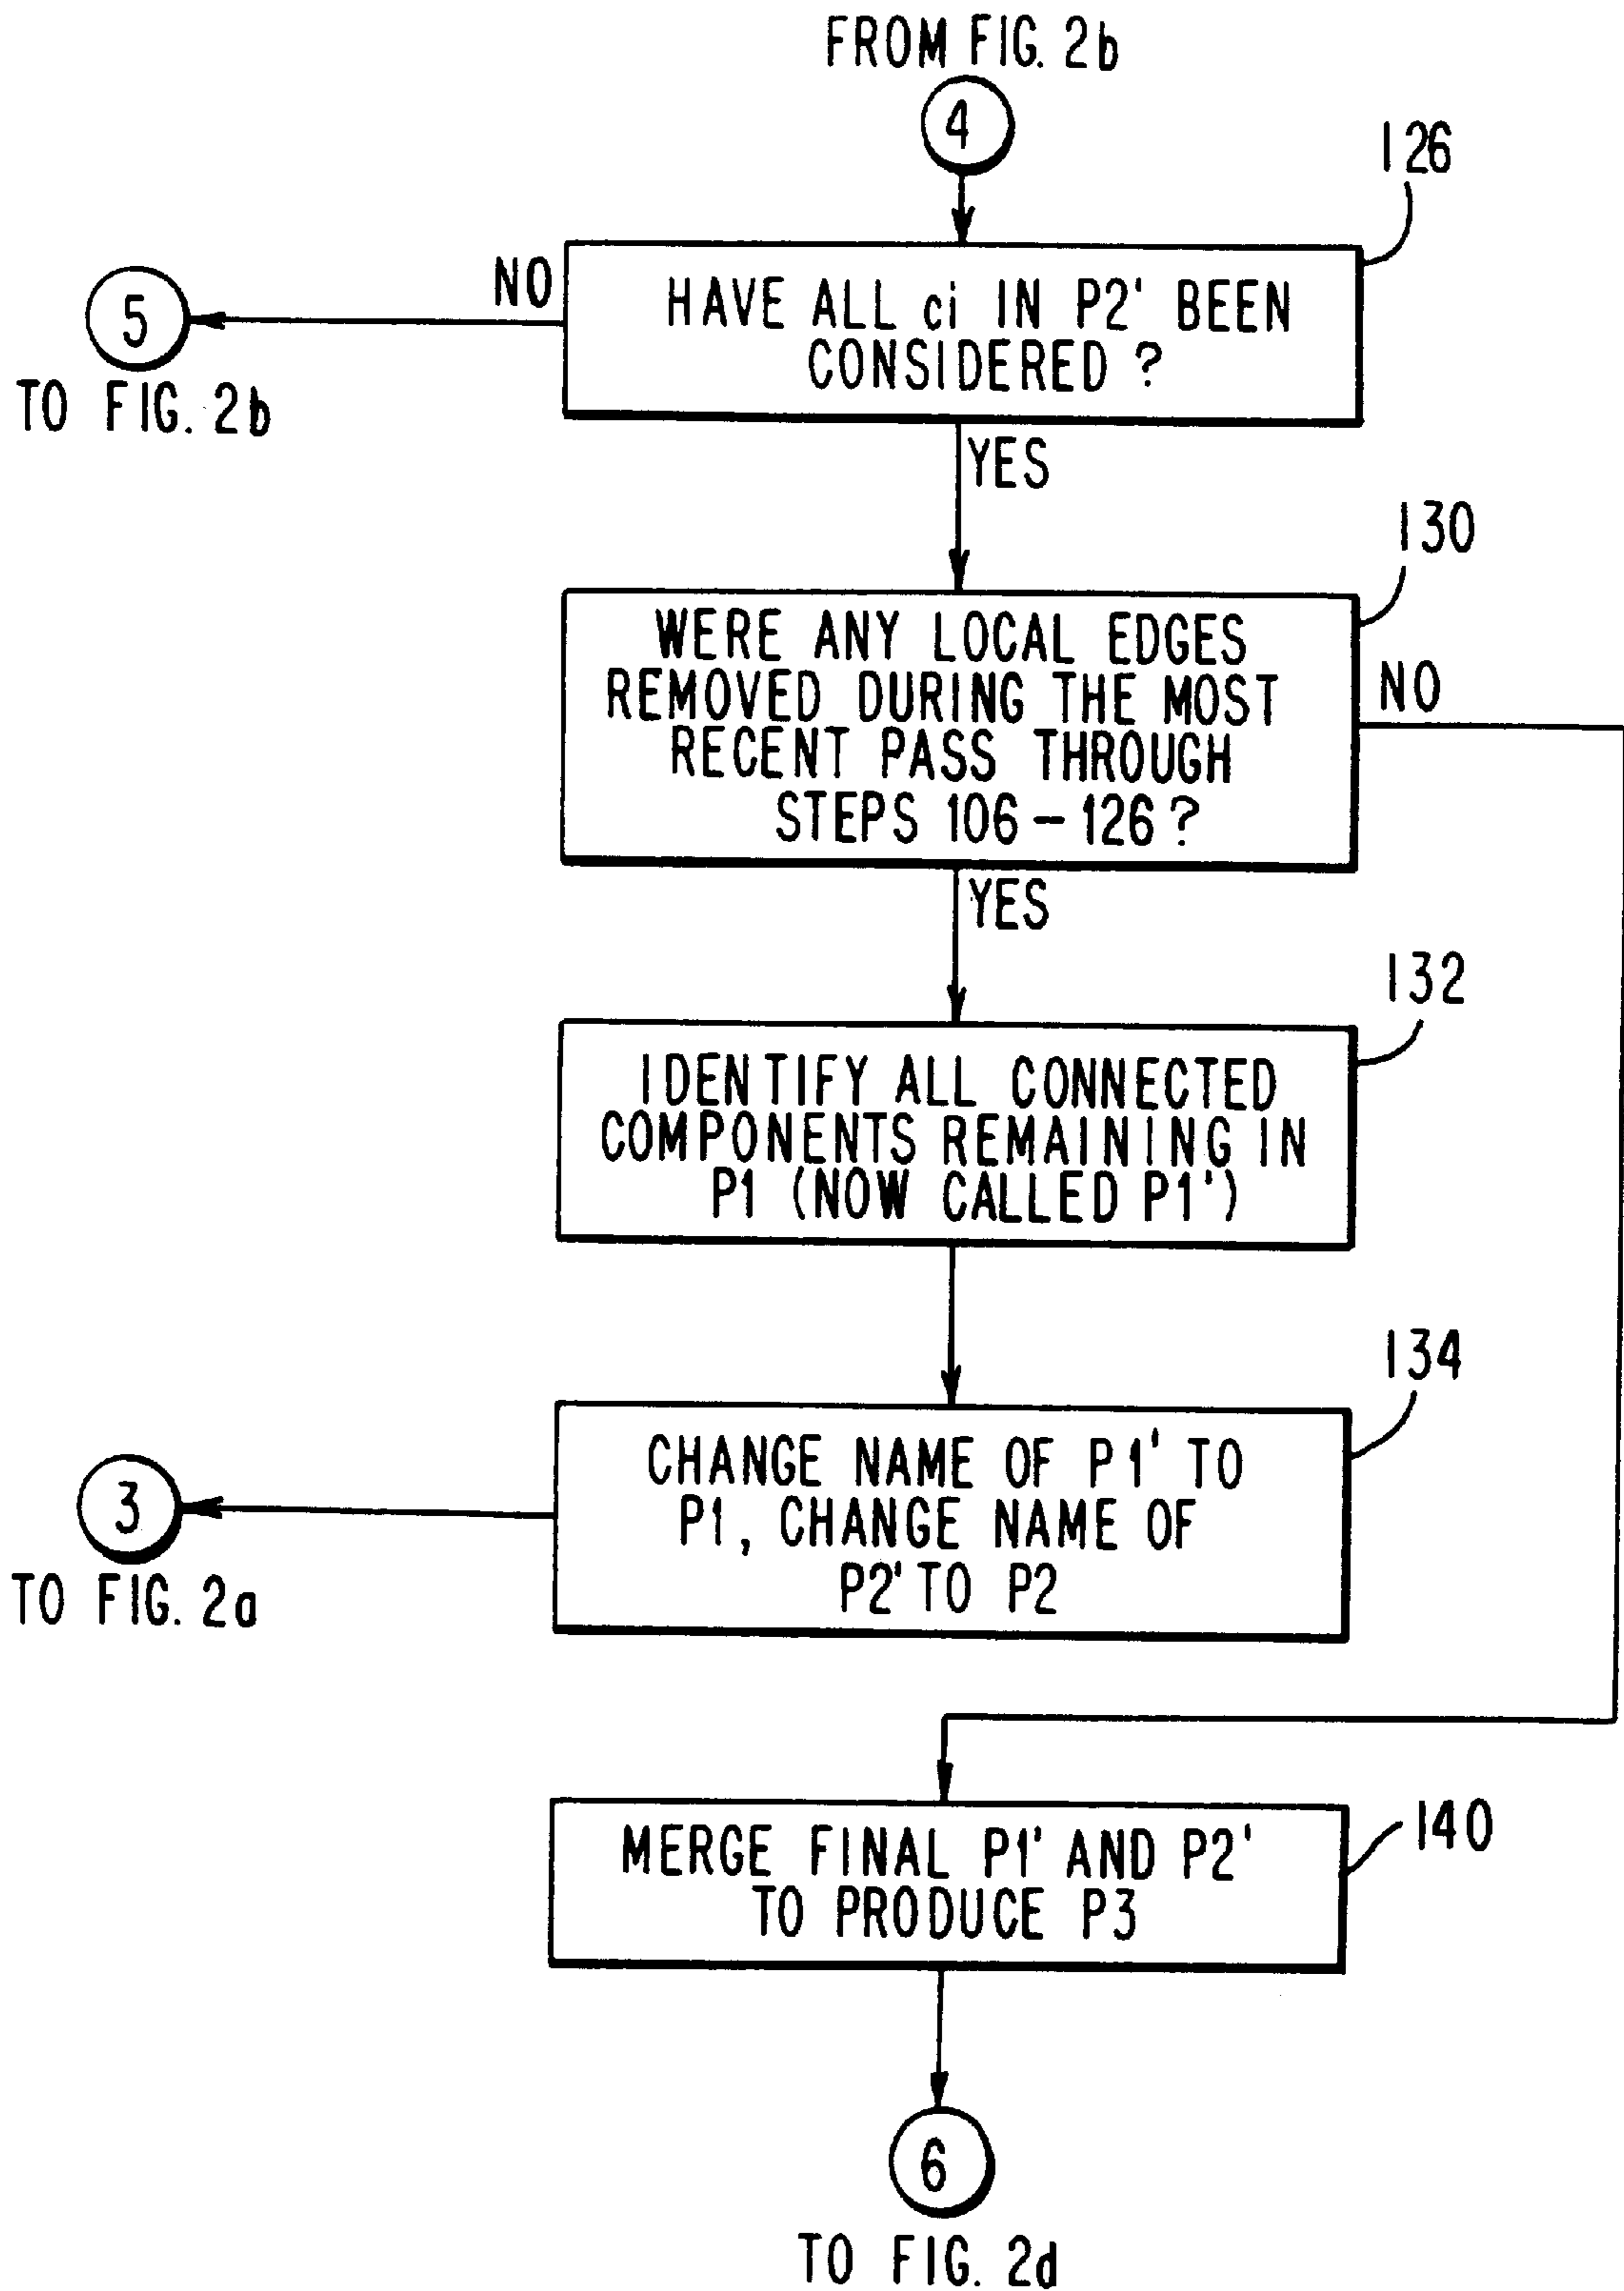 FROM FIG. 2b
4
126
HAVE ALL ci IN P2' BEEN
CONSIDERED ?
NO
5
TO FIG. 2b
YES
130
WERE ANY LOCAL EDGES
REMOVED DURING THE MOST
RECENT PASS THROUGH
STEPS 106 – 126 ?
NO
YES
132
IDENTIFY ALL CONNECTED
COMPONENTS REMAINING IN
P1 (NOW CALLED P1')
134
CHANGE NAME OF P1' TO
P1, CHANGE NAME OF
P2' TO P2
3
TO FIG. 2a
140
MERGE FINAL P1' AND P2'
TO PRODUCE P3
6
TO FIG. 2d